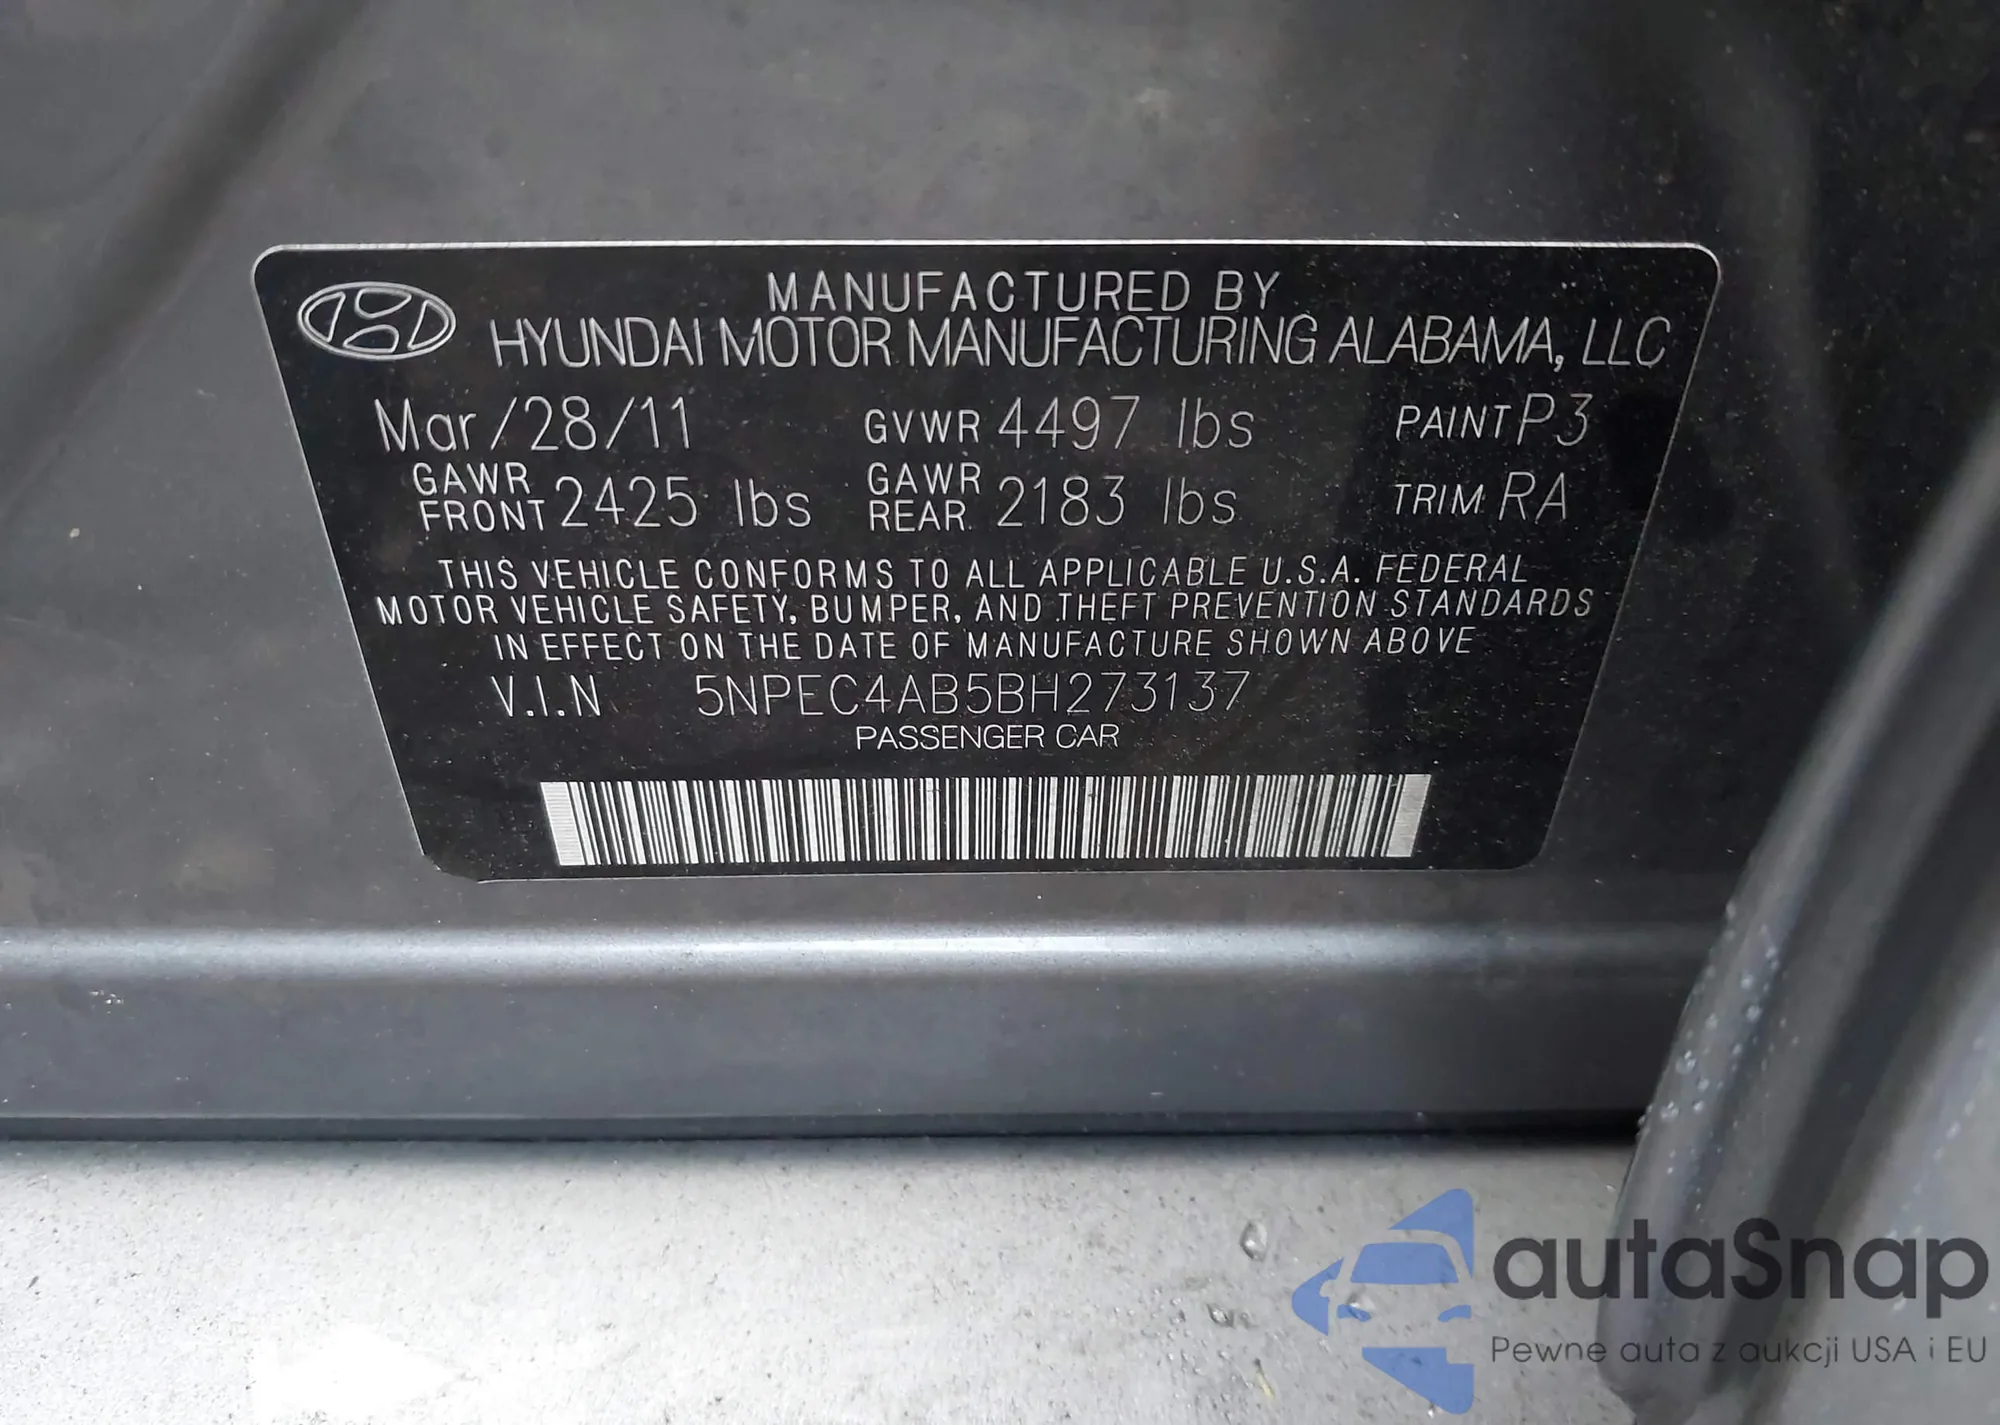 MANUFACTURED BY
HYUNDAI MOTOR MANUFACTURING ALABAMA, LLC
Mar/28/11 GVWR 4497 lbs PAINT P3
GAWR FRONT 2425 lbs GAWR REAR 2183 lbs TRIM RA
THIS VEHICLE CONFORMS TO ALL APPLICABLE U.S.A. FEDERAL
MOTOR VEHICLE SAFETY, BUMPER, AND THEFT PREVENTION STANDARDS
IN EFFECT ON THE DATE OF MANUFACTURE SHOWN ABOVE
V.I.N 5NPEC4AB5BH273137
PASSENGER CAR
autaSnap
Pewne auta z aukcji USA i EU